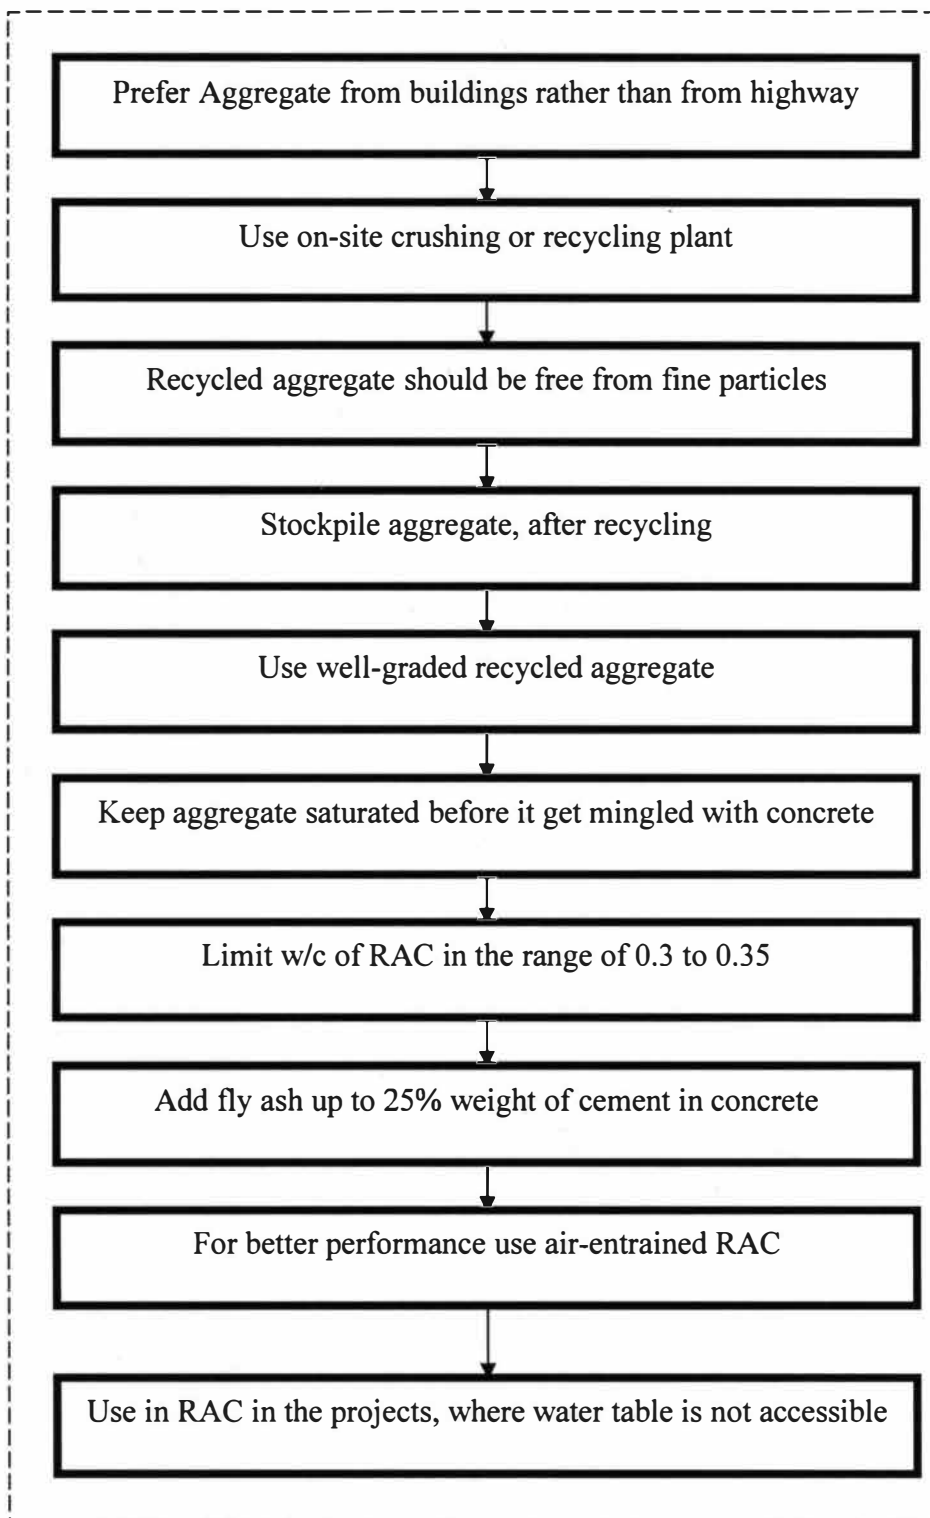 Prefer Aggregate from buildings rather than from highway
Use on-site crushing or recycling plant
Recycled aggregate should be free from fine particles
Stockpile aggregate, after recycling
Use well-graded recycled aggregate
Keep aggregate saturated before it get mingled with concrete
Limit w/c of RAC in the range of 0.3 to 0.35
Add fly ash up to 25% weight of cement in concrete
For better performance use air-entrained RAC
Use in RAC in the projects, where water table is not accessible